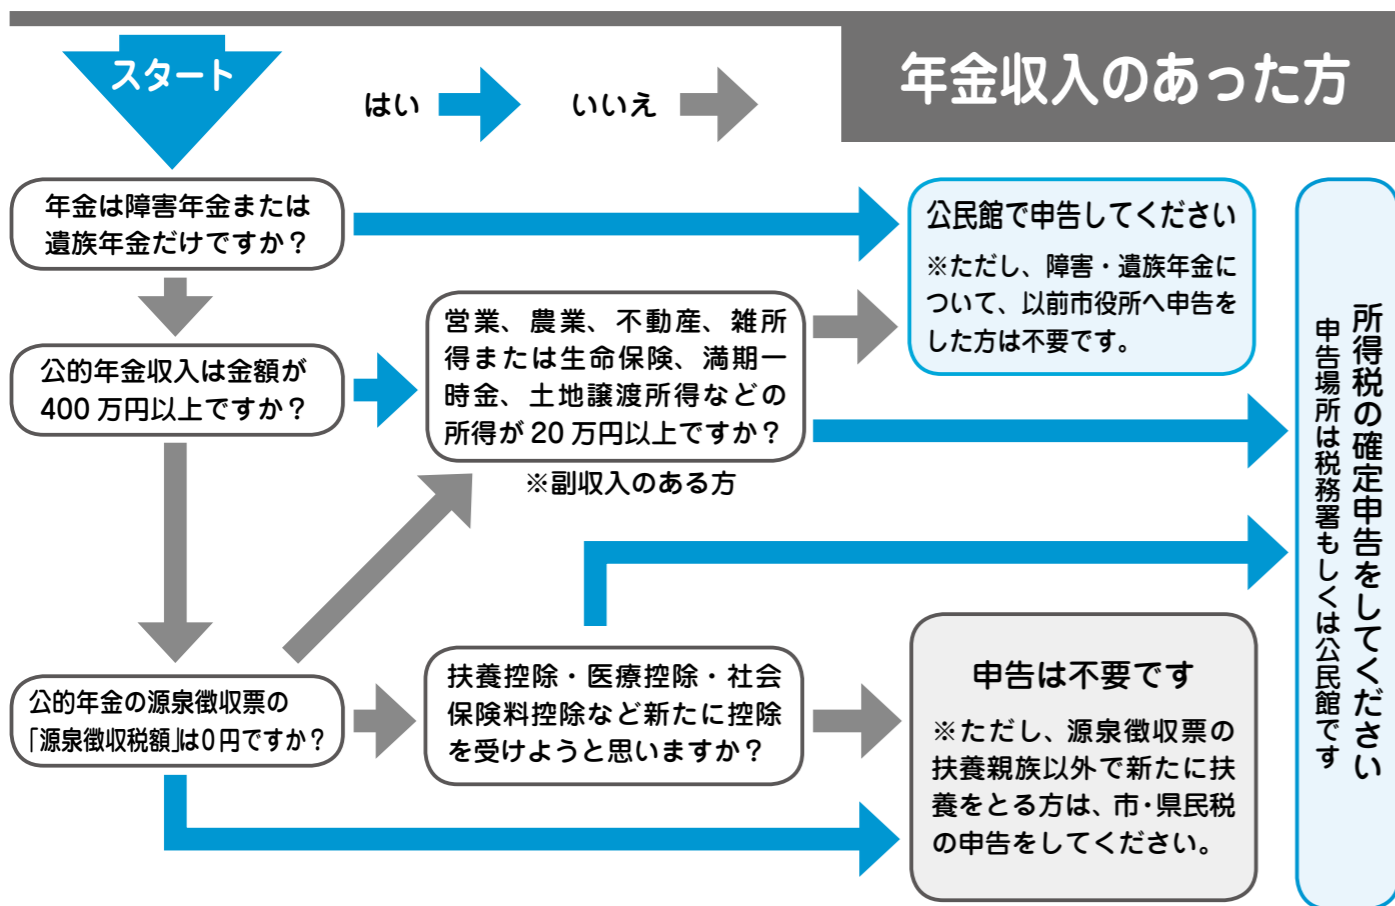 年金収入のあった方
スタート
はい
いいえ
年金は障害年金または
遺族年金だけですか？
公的年金収入は金額が
400万円以上ですか？
公的年金の源泉徴収票の
「源泉徴収税額」は0円ですか？
営業、農業、不動産、雑所
得または生命保険、満期一
時金、土地譲渡所得などの
所得が20万円以上ですか？
※副収入のある方
扶養控除・医療控除・社会
保険料控除など新たに控除
を受けようと思いますか？
公民館で申告してください
※ただし、障害・遺族年金に
ついて、以前市役所へ申告を
した方は不要です。
申告は不要です
※ただし、源泉徴収票の
扶養親族以外で新たに扶
養をとる方は、市・県民税
の申告をしてください。
所得税の確定申告をしてください
申告場所は税務署もしくは公民館です